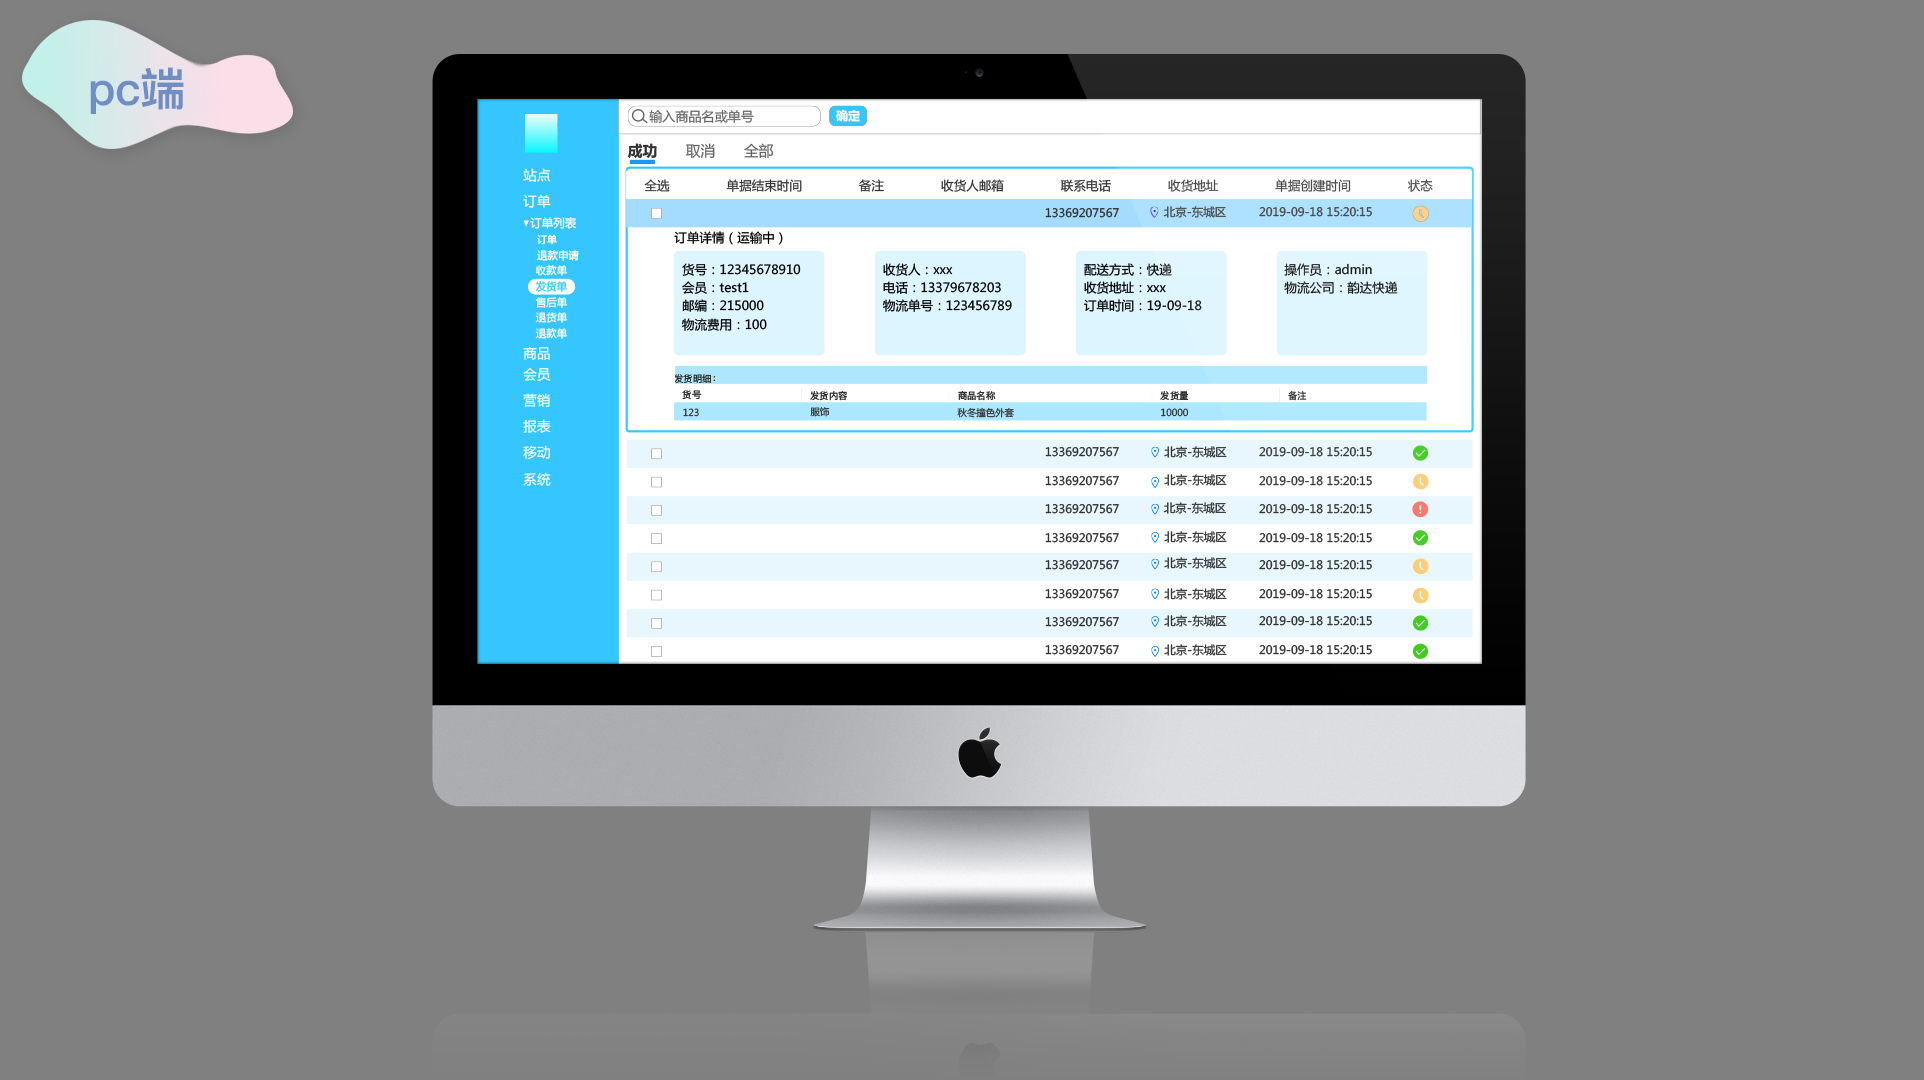 pc端
输入商品名或单号 确定
成功 取消 全部
站点
订单
▾订单列表
订单
退款申请
收款单
发货单
售后单
退货单
退款单
商品
会员
营销
报表
移动
系统
全选 单据结束时间 备注 收货人邮箱 联系电话 收货地址 单据创建时间 状态
13369207567 北京-东城区 2019-09-18 15:20:15
订单详情（运输中）
货号：12345678910
会员：test1
邮编：215000
物流费用：100
收货人：xxx
电话：13379678203
物流单号：123456789
配送方式：快递
收货地址：xxx
订单时间：19-09-18
操作员：admin
物流公司：韵达快递
发货明细：
货号 发货内容 商品名称 发货量 备注
123 服饰 秋冬撞色外套 10000
13369207567 北京-东城区 2019-09-18 15:20:15
13369207567 北京-东城区 2019-09-18 15:20:15
13369207567 北京-东城区 2019-09-18 15:20:15
13369207567 北京-东城区 2019-09-18 15:20:15
13369207567 北京-东城区 2019-09-18 15:20:15
13369207567 北京-东城区 2019-09-18 15:20:15
13369207567 北京-东城区 2019-09-18 15:20:15
13369207567 北京-东城区 2019-09-18 15:20:15